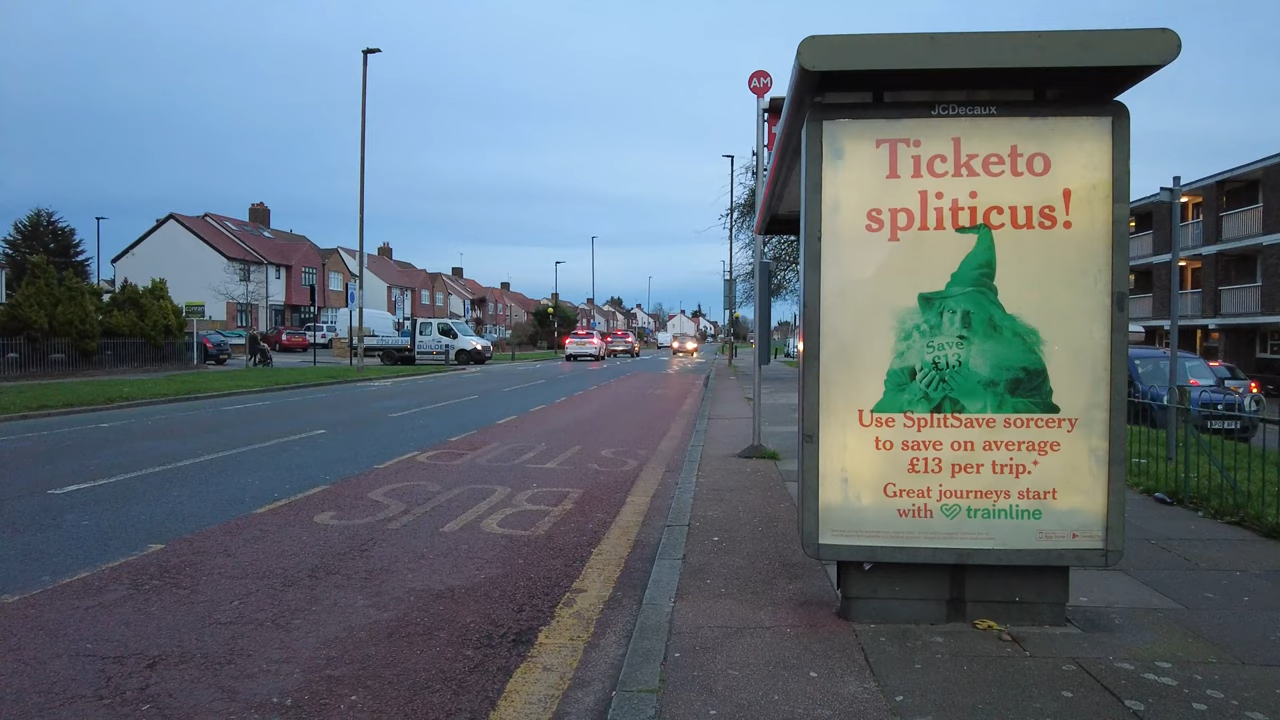 AM
JCDecaux
Ticketo
spliticus!
Save
£13
Use SplitSave sorcery
to save on average
£13 per trip.*
Great journeys start
with trainline
BUILDERS
STOP
BUS